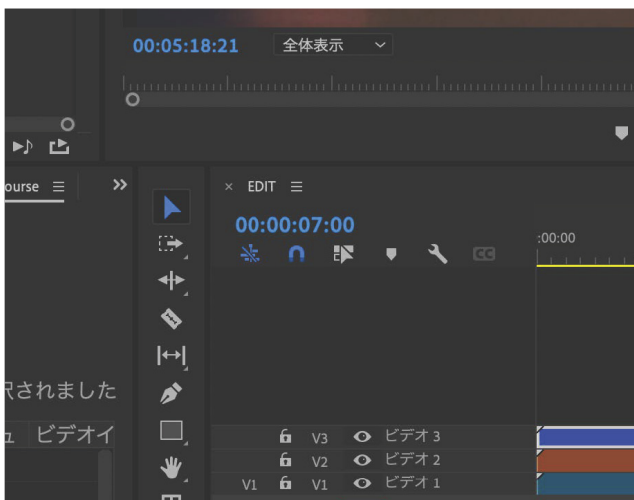 00:05:18:21 全体表示
ourse
EDIT
00:00:07:00
:00:00
CC
択されました
ビデオイ
V3 ビデオ 3
V2 ビデオ 2
V1 V1 ビデオ 1